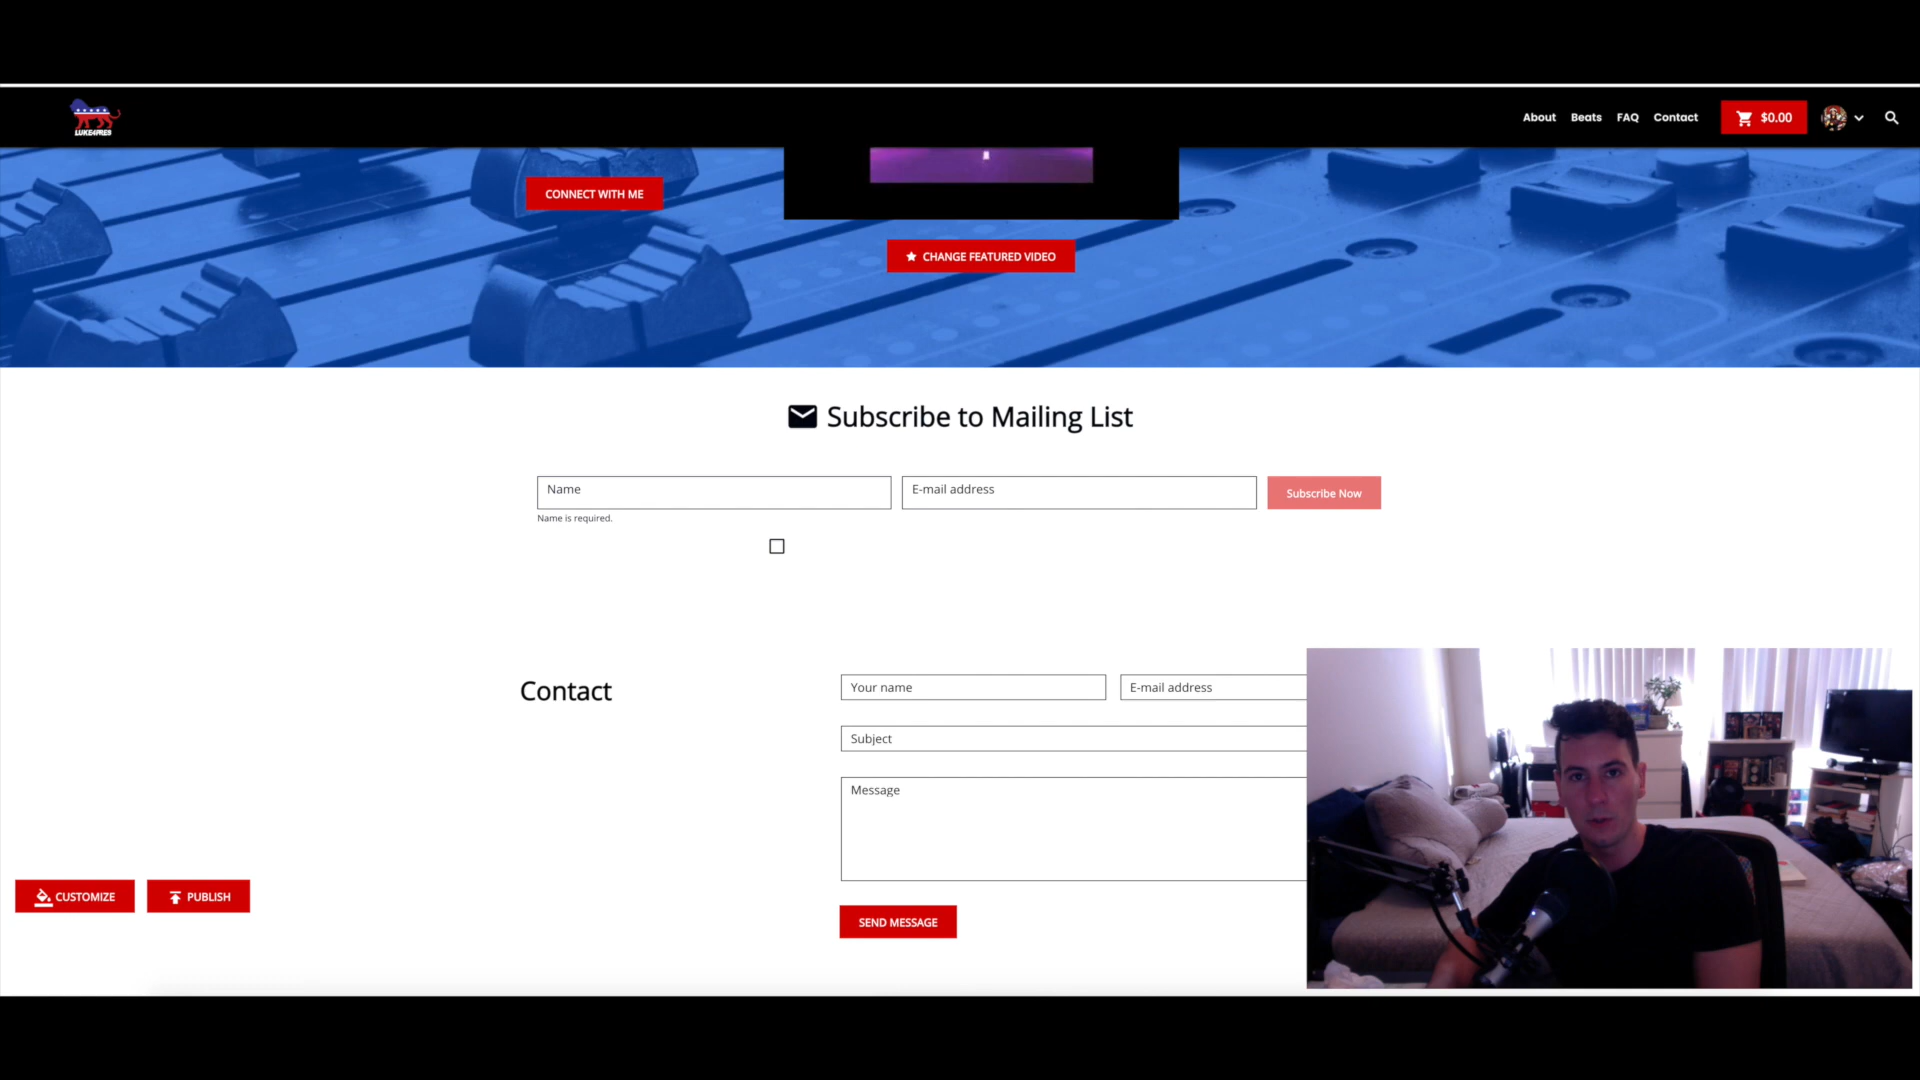 LUKE4PRES
About Beats FAQ Contact $0.00
CONNECT WITH ME
CHANGE FEATURED VIDEO
Subscribe to Mailing List
Name E-mail address Subscribe Now
Name is required.
Contact
Your name E-mail address
Subject
Message
CUSTOMIZE PUBLISH
SEND MESSAGE